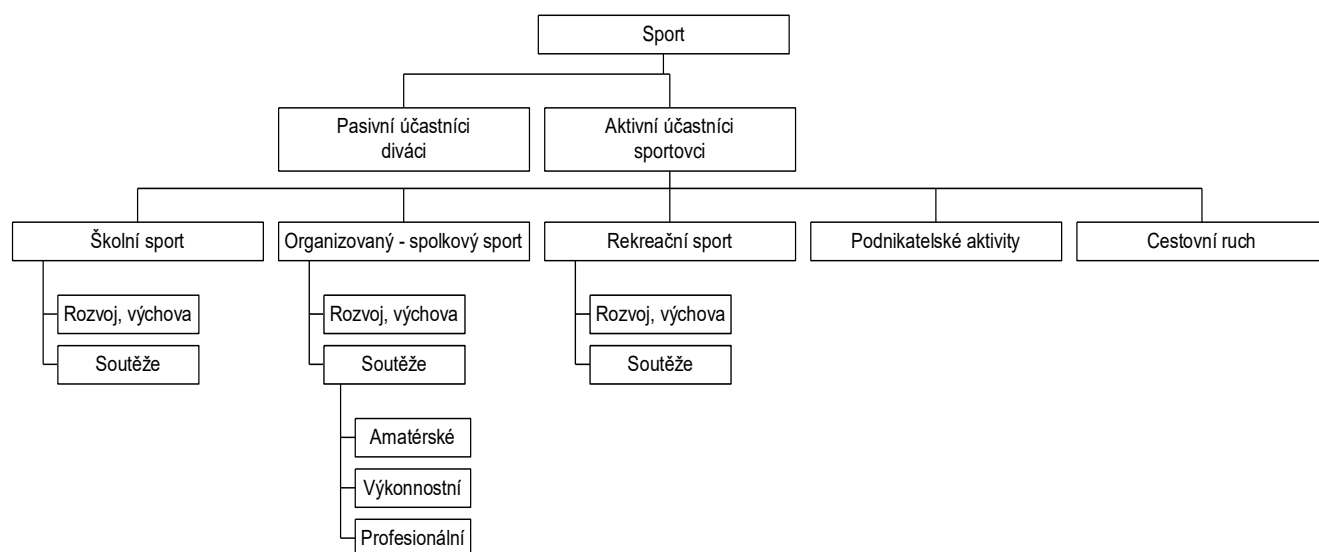 Sport
Pasivní účastníci
diváci
Aktivní účastníci
sportovci
Školní sport
Organizovaný - spolkový sport
Rekreační sport
Podnikatelské aktivity
Cestovní ruch
Rozvoj, výchova
Soutěže
Rozvoj, výchova
Soutěže
Amatérské
Výkonnostní
Profesionální
Rozvoj, výchova
Soutěže